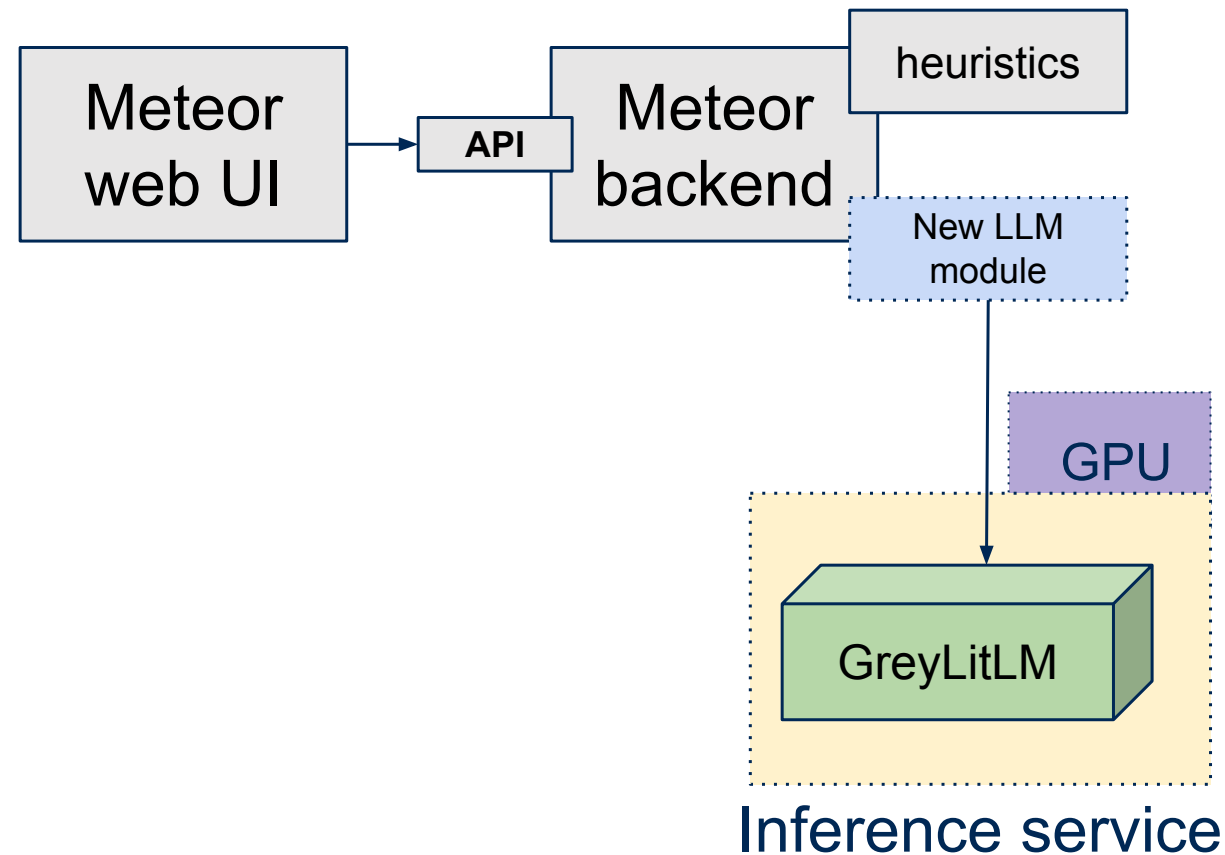 Meteor
web UI
API
Meteor
backend
heuristics
New LLM
module
GPU
GreyLitLM
Inference service